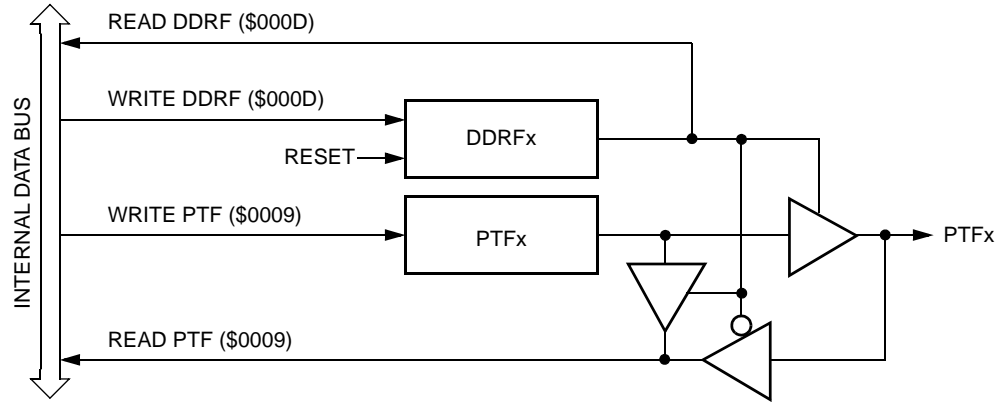 READ DDRF ($000D)
WRITE DDRF ($000D)
DDRFx
RESET
INTERNAL DATA BUS
WRITE PTF ($0009)
PTFx
PTFx
READ PTF ($0009)